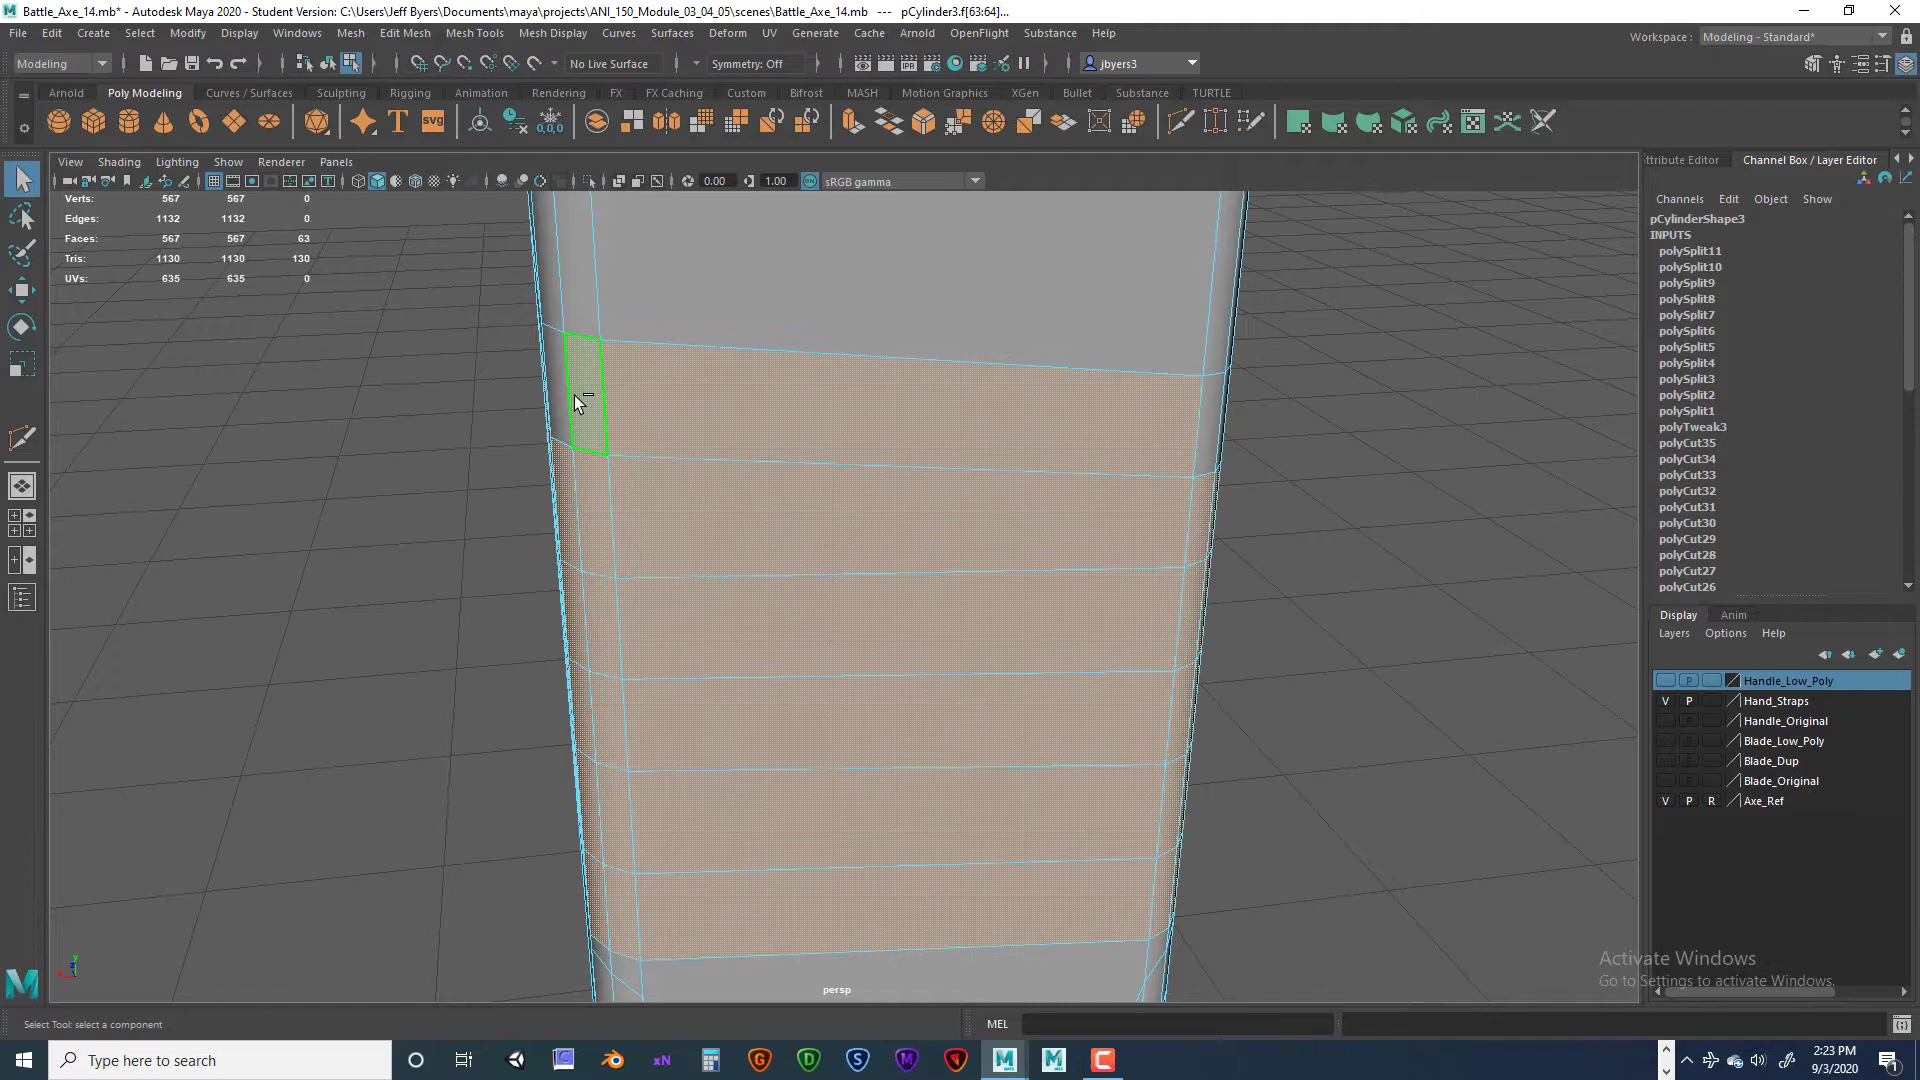 Battle_Axe_14.mb* - Autodesk Maya 2020 - Student Version: C:\Users\Jeff Byers\Documents\maya\projects\ANI_150_Module_03_04_05\scenes\Battle_Axe_14.mb --- pCylinder3.f[63:64]...
File Edit Create Select Modify Display Windows Mesh Edit Mesh Mesh Tools Mesh Display Curves Surfaces Deform UV Generate Cache Arnold OpenFlight Substance Help
Workspace : Modeling - Standard*
Modeling No Live Surface Symmetry: Off IPR jbyers3
Arnold Poly Modeling Curves / Surfaces Sculpting Rigging Animation Rendering FX FX Caching Custom Bifrost MASH Motion Graphics XGen Bullet Substance TURTLE
T svg 0,0,0
View Shading Lighting Show Renderer Panels
0.00 1.00 sRGB gamma
Verts: 567 567 0
Edges: 1132 1132 0
Faces: 567 567 63
Tris: 1130 1130 130
UVs: 635 635 0
persp
ttribute Editor Channel Box / Layer Editor
Channels Edit Object Show
pCylinderShape3
INPUTS
polySplit11
polySplit10
polySplit9
polySplit8
polySplit7
polySplit6
polySplit5
polySplit4
polySplit3
polySplit2
polySplit1
polyTweak3
polyCut35
polyCut34
polyCut33
polyCut32
polyCut31
polyCut30
polyCut29
polyCut28
polyCut27
polyCut26
Display Anim
Layers Options Help
P Handle_Low_Poly
V P Hand_Straps
Handle_Original
Blade_Low_Poly
Blade_Dup
Blade_Original
V P R Axe_Ref
Activate Windows
Go to Settings to activate Windows.
Select Tool: select a component
MEL
Type here to search
2:23 PM
9/3/2020